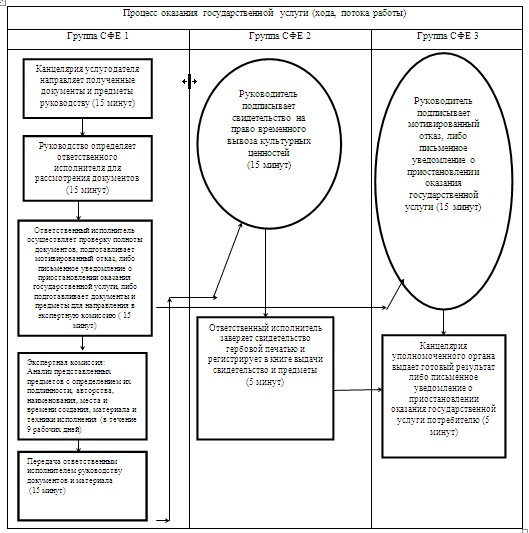 Процесс оказания государственной услуги (хода, потока работы)
Группа СФЕ 1
Группа СФЕ 2
Группа СФЕ 3
Канцелярия услугодателя
направляет полученные
документы и предметы
руководству (15 минут)
Руководство определяет
ответственного
исполнителя для
рассмотрения документов
(15 минут)
Ответственный исполнитель
осуществляет проверку полноты
документов, подготавливает
мотивированный отказ, либо
письменное уведомление о
приостановлении оказания
государственной услуги, либо
подготавливает документы и
предметы для направления в
экспертную комиссию ( 15
минут)
Экспертная комиссия:
Анализ представленных
предметов с определением их
подлинности, авторства,
наименования, места и
времени создания, материала и
техники исполнения (в течение
9 рабочих дней)
Передача ответственным
исполнителем руководству
документов и материала
(15 минут)
Руководитель
подписывает
свидетельство на
право временного
вывоза культурных
ценностей
(15 минут)
Ответственный исполнитель
заверяет свидетельство
гербовой печатью и
регистрирует в книге выдачи
свидетельство и предметы
(5 минут)
Руководитель
подписывает
мотивированный
отказ, либо
письменное
уведомление о
приостановлении
оказания
государственной
услуги (15 минут)
Канцелярия
уполномоченного органа
выдает готовый результат
либо письменное
уведомление о
приостановлении
оказания государственной
услуги потребителю (5
минут)